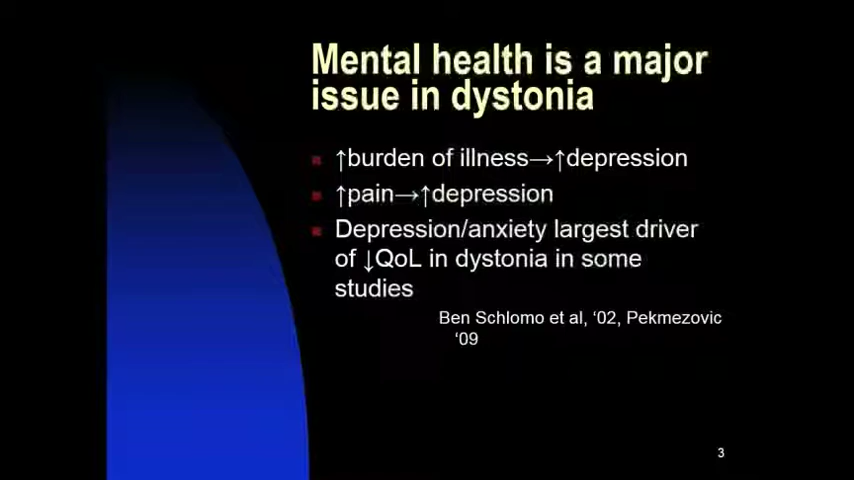 Mental health is a major
issue in dystonia
↑burden of illness→↑depression
↑pain→↑depression
Depression/anxiety largest driver
of ↓QoL in dystonia in some
studies
Ben Schlomo et al, ‘02, Pekmezovic
‘09
3